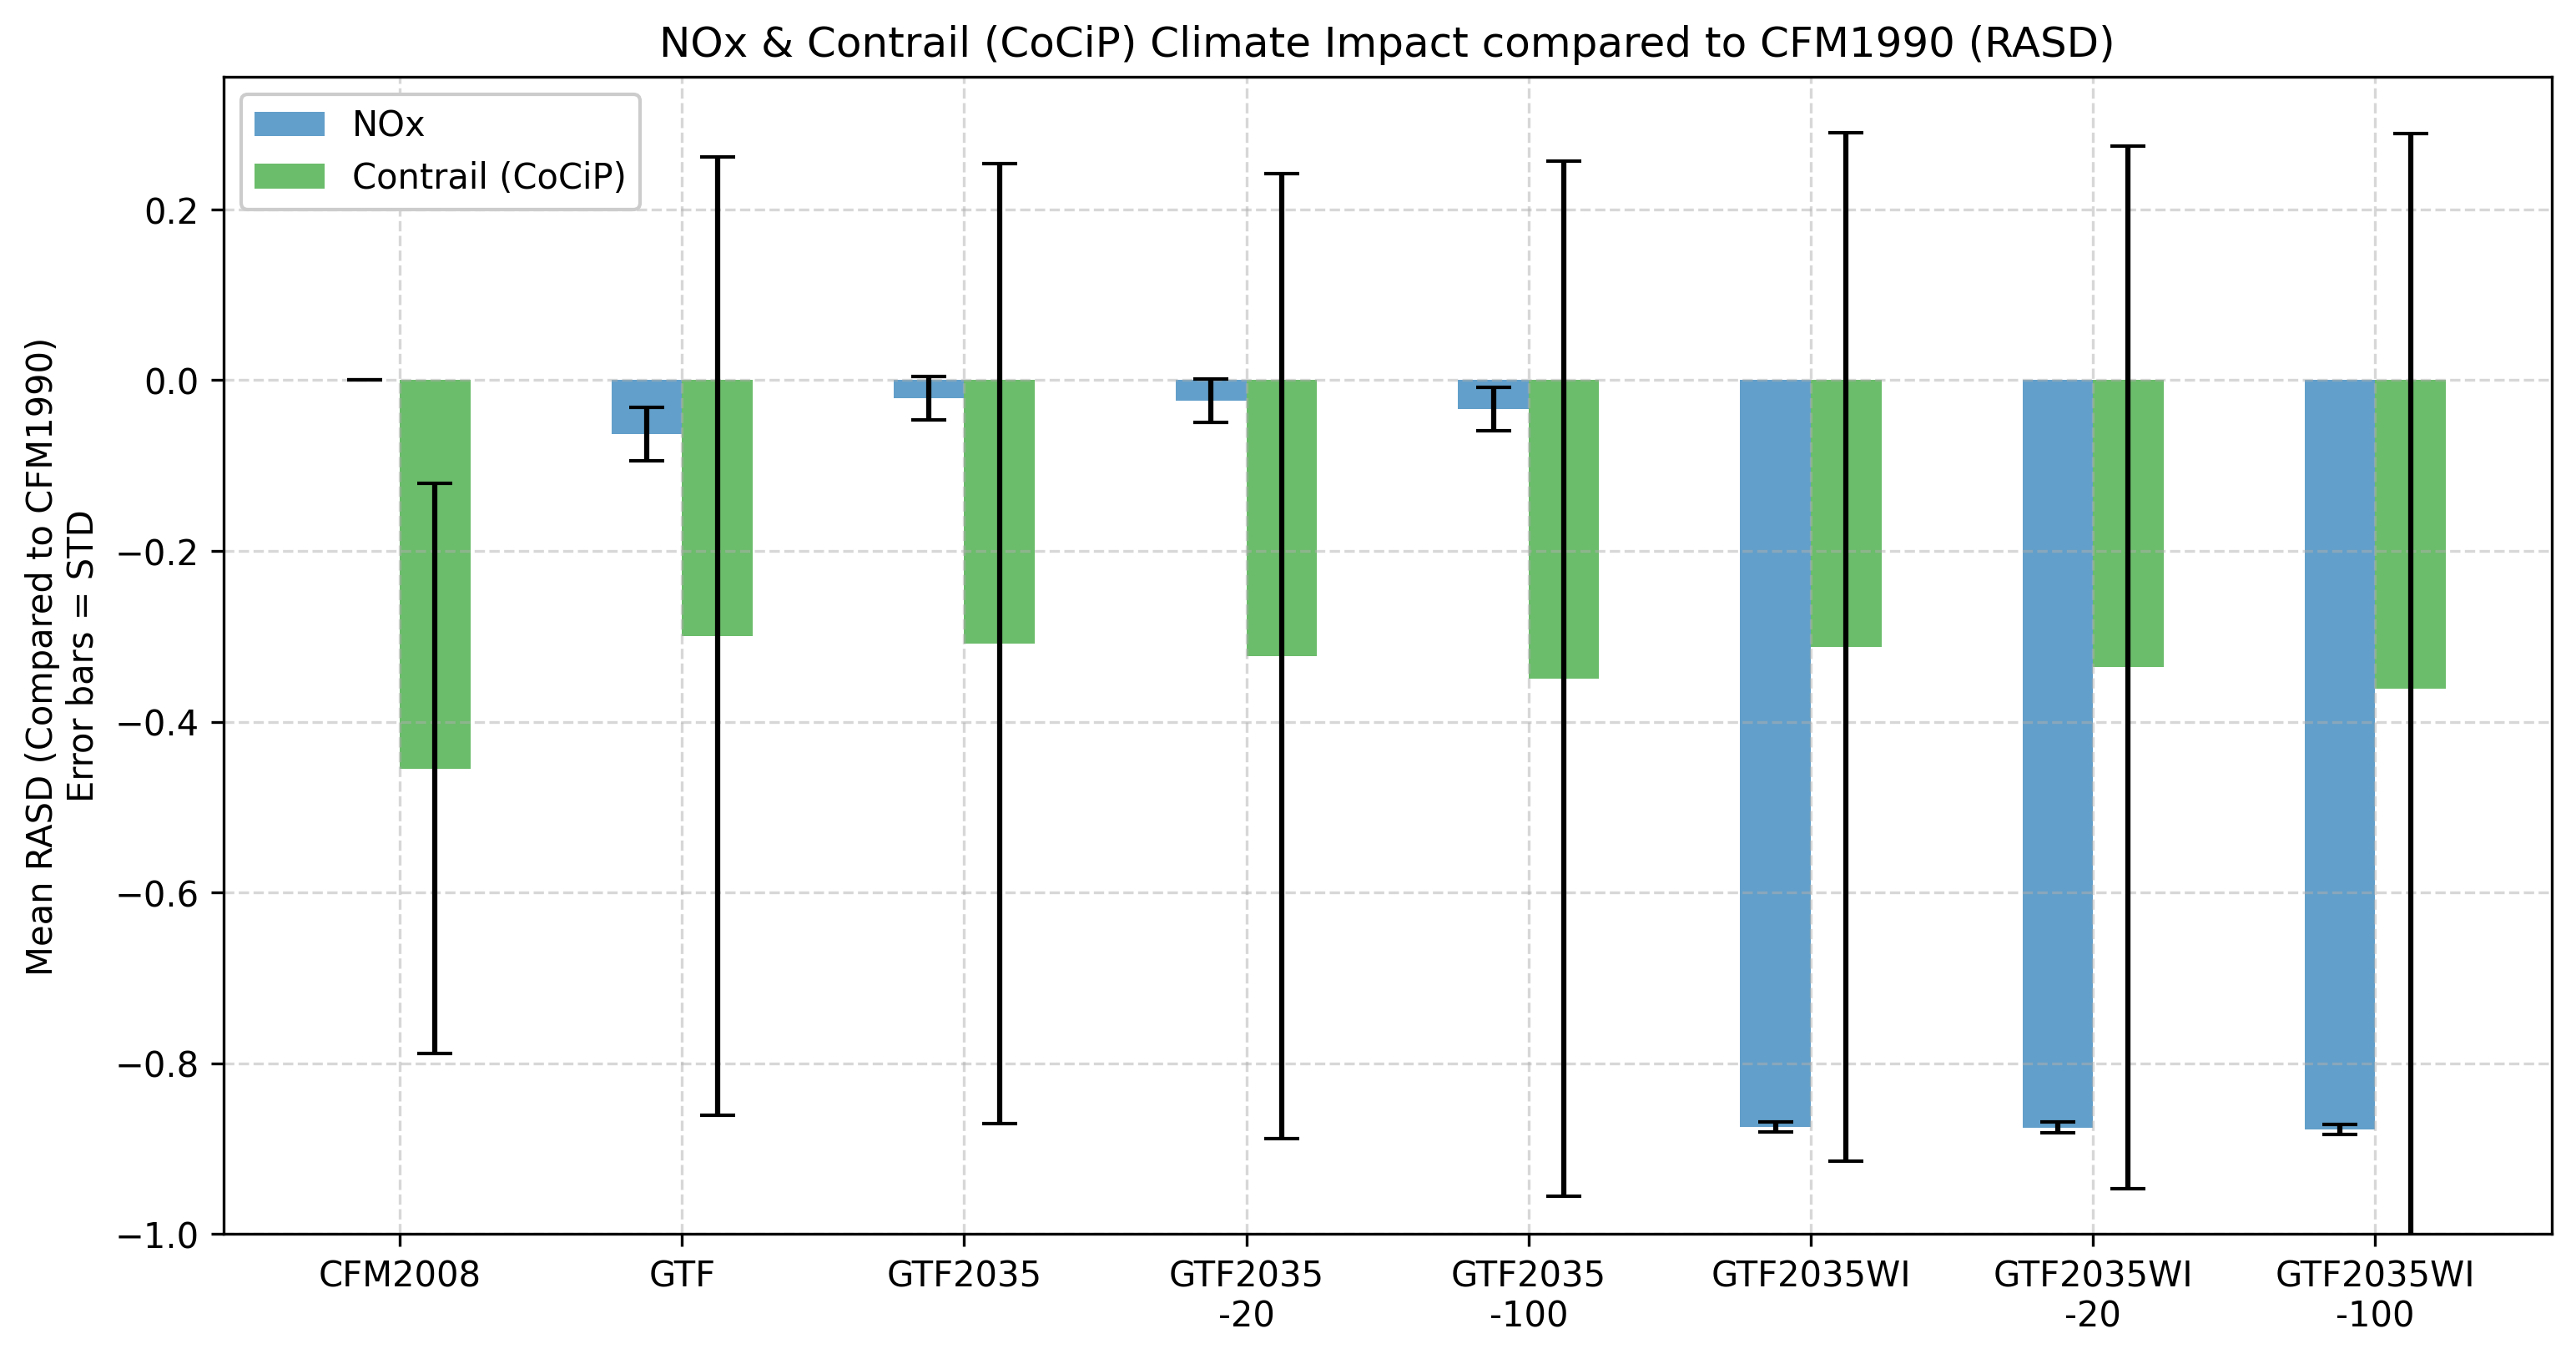 NOx & Contrail (CoCiP) Climate Impact compared to CFM1990 (RASD)
NOx
Contrail (CoCiP)
Mean RASD (Compared to CFM1990)
Error bars = STD
0.2
0.0
−0.2
−0.4
−0.6
−0.8
−1.0
CFM2008
GTF
GTF2035
GTF2035
-20
GTF2035
-100
GTF2035WI
GTF2035WI
-20
GTF2035WI
-100